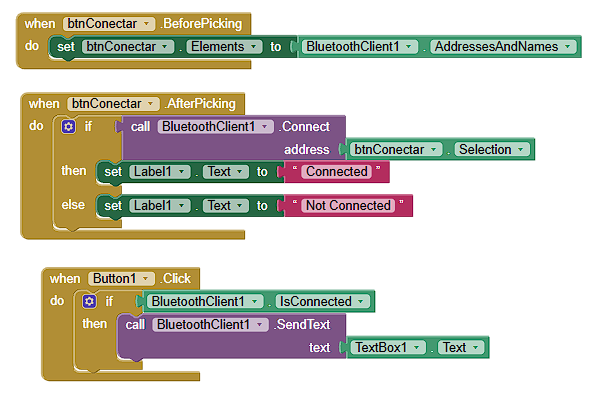 when btnConectar .BeforePicking
do set btnConectar . Elements to BluetoothClient1 . AddressesAndNames
when btnConectar .AfterPicking
do if call BluetoothClient1 .Connect
address btnConectar . Selection
then set Label1 . Text to “ Connected ”
else set Label1 . Text to “ Not Connected ”
when Button1 .Click
do if BluetoothClient1 . IsConnected
then call BluetoothClient1 .SendText
text TextBox1 . Text